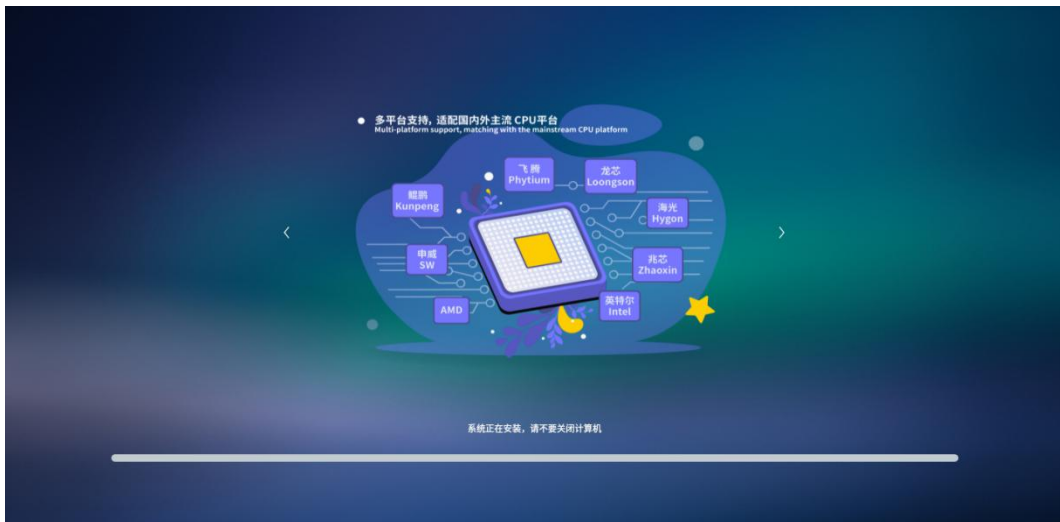 多平台支持, 适配国内外主流 CPU平台
Multi-platform support, matching with the mainstream CPU platform
飞腾
Phytium
龙芯
Loongson
鲲鹏
Kunpeng
海光
Hygon
申威
SW
兆芯
Zhaoxin
AMD
英特尔
Intel
系统正在安装，请不要关闭计算机